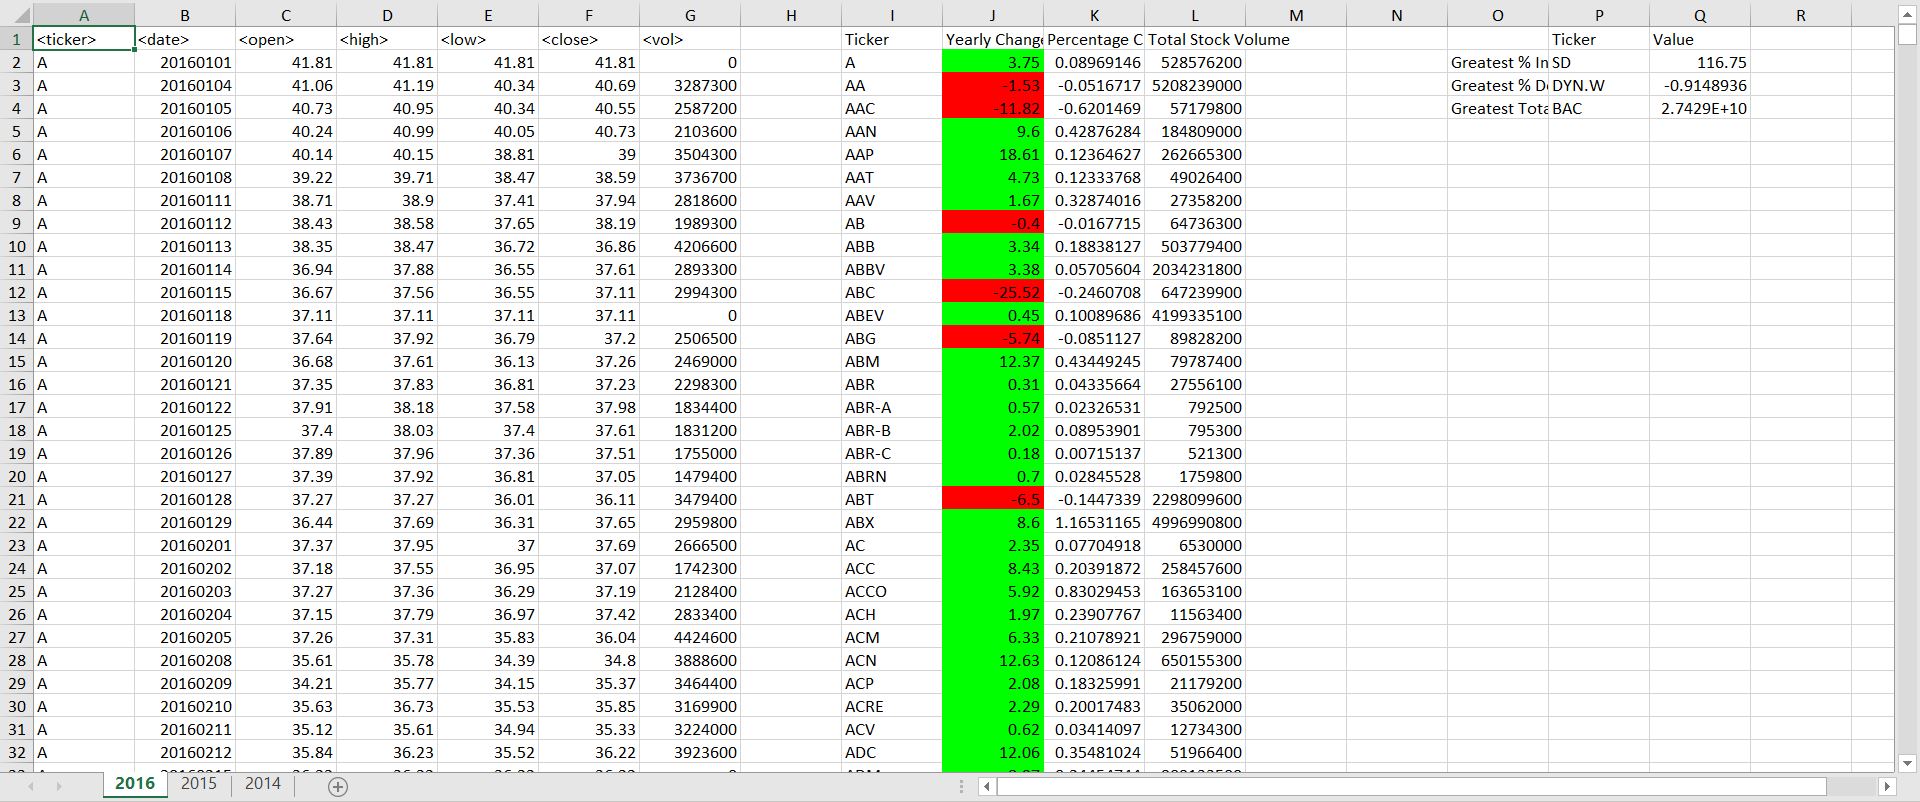 A B C D E F G H I J K L M N O P Q R
1 <ticker> <date> <open> <high> <low> <close> <vol> Ticker Yearly Change Percentage C Total Stock Volume Ticker Value
2 A 20160101 41.81 41.81 41.81 41.81 0 A 3.75 0.08969146 528576200 Greatest % In SD 116.75
3 A 20160104 41.06 41.19 40.34 40.69 3287300 AA -1.53 -0.0516717 5208239000 Greatest % De DYN.W -0.9148936
4 A 20160105 40.73 40.95 40.34 40.55 2587200 AAC -11.82 -0.6201469 57179800 Greatest Tota BAC 2.7429E+10
5 A 20160106 40.24 40.99 40.05 40.73 2103600 AAN 9.6 0.42876284 184809000
6 A 20160107 40.14 40.15 38.81 39 3504300 AAP 18.61 0.12364627 262665300
7 A 20160108 39.22 39.71 38.47 38.59 3736700 AAT 4.73 0.12333768 49026400
8 A 20160111 38.71 38.9 37.41 37.94 2818600 AAV 1.67 0.32874016 27358200
9 A 20160112 38.43 38.58 37.65 38.19 1989300 AB -0.4 -0.0167715 64736300
10 A 20160113 38.35 38.47 36.72 36.86 4206600 ABB 3.34 0.18838127 503779400
11 A 20160114 36.94 37.88 36.55 37.61 2893300 ABBV 3.38 0.05705604 2034231800
12 A 20160115 36.67 37.56 36.55 37.11 2994300 ABC -25.52 -0.2460708 647239900
13 A 20160118 37.11 37.11 37.11 37.11 0 ABEV 0.45 0.10089686 4199335100
14 A 20160119 37.64 37.92 36.79 37.2 2506500 ABG -5.74 -0.0851127 89828200
15 A 20160120 36.68 37.61 36.13 37.26 2469000 ABM 12.37 0.43449245 79787400
16 A 20160121 37.35 37.83 36.81 37.23 2298300 ABR 0.31 0.04335664 27556100
17 A 20160122 37.91 38.18 37.58 37.98 1834400 ABR-A 0.57 0.02326531 792500
18 A 20160125 37.4 38.03 37.4 37.61 1831200 ABR-B 2.02 0.08953901 795300
19 A 20160126 37.89 37.96 37.36 37.51 1755000 ABR-C 0.18 0.00715137 521300
20 A 20160127 37.39 37.92 36.81 37.05 1479400 ABRN 0.7 0.02845528 1759800
21 A 20160128 37.27 37.27 36.01 36.11 3479400 ABT -6.5 -0.1447339 2298099600
22 A 20160129 36.44 37.69 36.31 37.65 2959800 ABX 8.6 1.16531165 4996990800
23 A 20160201 37.37 37.95 37 37.69 2666500 AC 2.35 0.07704918 6530000
24 A 20160202 37.18 37.55 36.95 37.07 1742300 ACC 8.43 0.20391872 258457600
25 A 20160203 37.27 37.36 36.29 37.19 2128400 ACCO 5.92 0.83029453 163653100
26 A 20160204 37.15 37.79 36.97 37.42 2833400 ACH 1.97 0.23907767 11563400
27 A 20160205 37.26 37.31 35.83 36.04 4424600 ACM 6.33 0.21078921 296759000
28 A 20160208 35.61 35.78 34.39 34.8 3888600 ACN 12.63 0.12086124 650155300
29 A 20160209 34.21 35.77 34.15 35.37 3464400 ACP 2.08 0.18325991 21179200
30 A 20160210 35.63 36.73 35.53 35.85 3169900 ACRE 2.29 0.20017483 35062000
31 A 20160211 35.12 35.61 34.94 35.33 3224000 ACV 0.62 0.03414097 12734300
32 A 20160212 35.84 36.23 35.52 36.22 3923600 ADC 12.06 0.35481024 51966400
2016 2015 2014